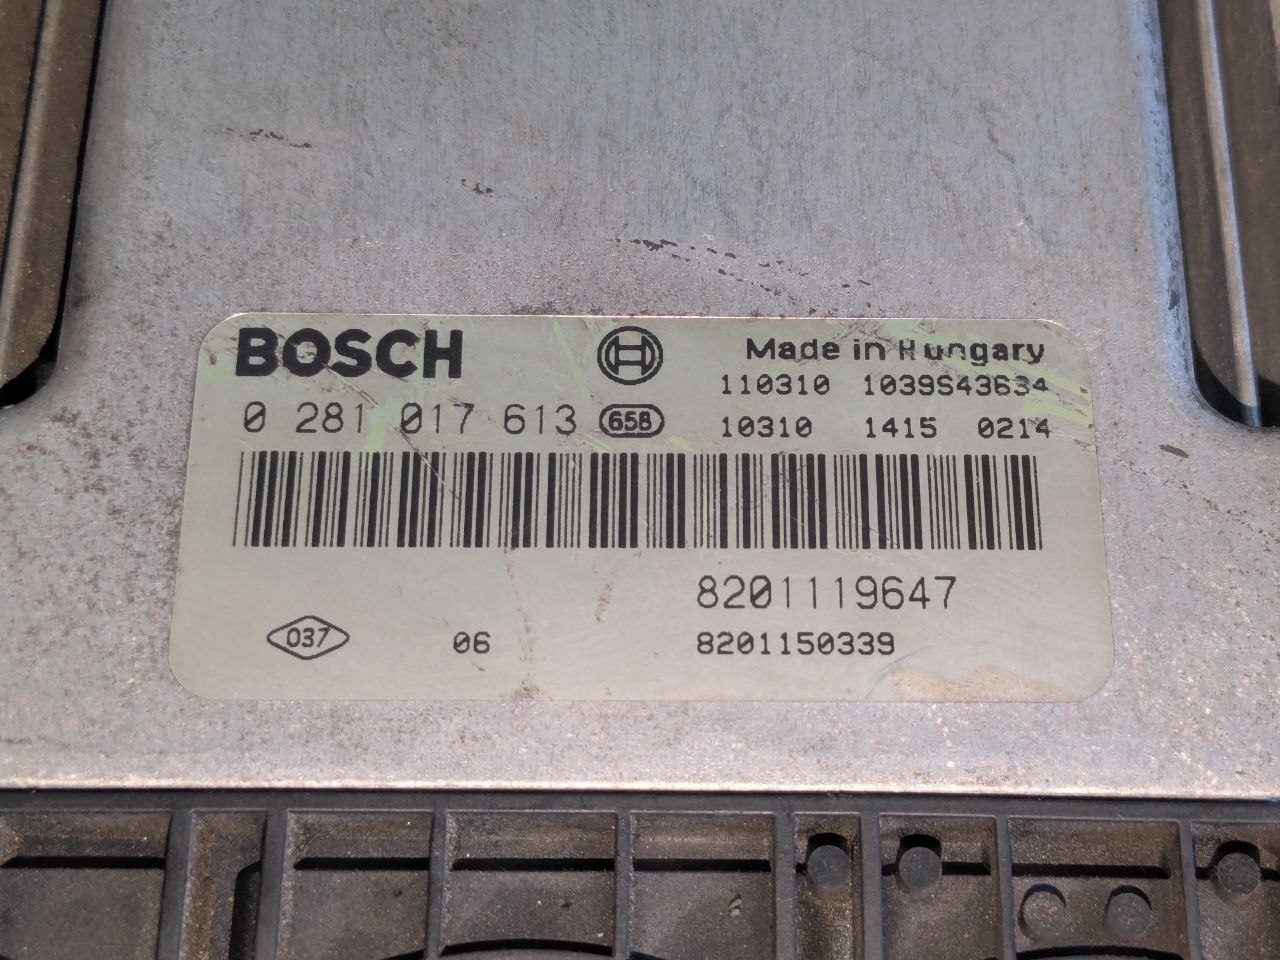 BOSCH
Made in Hungary
110310 1039S43634
0 281 017 613 658
10310 1415 0214
8201119647
037 06 8201150339